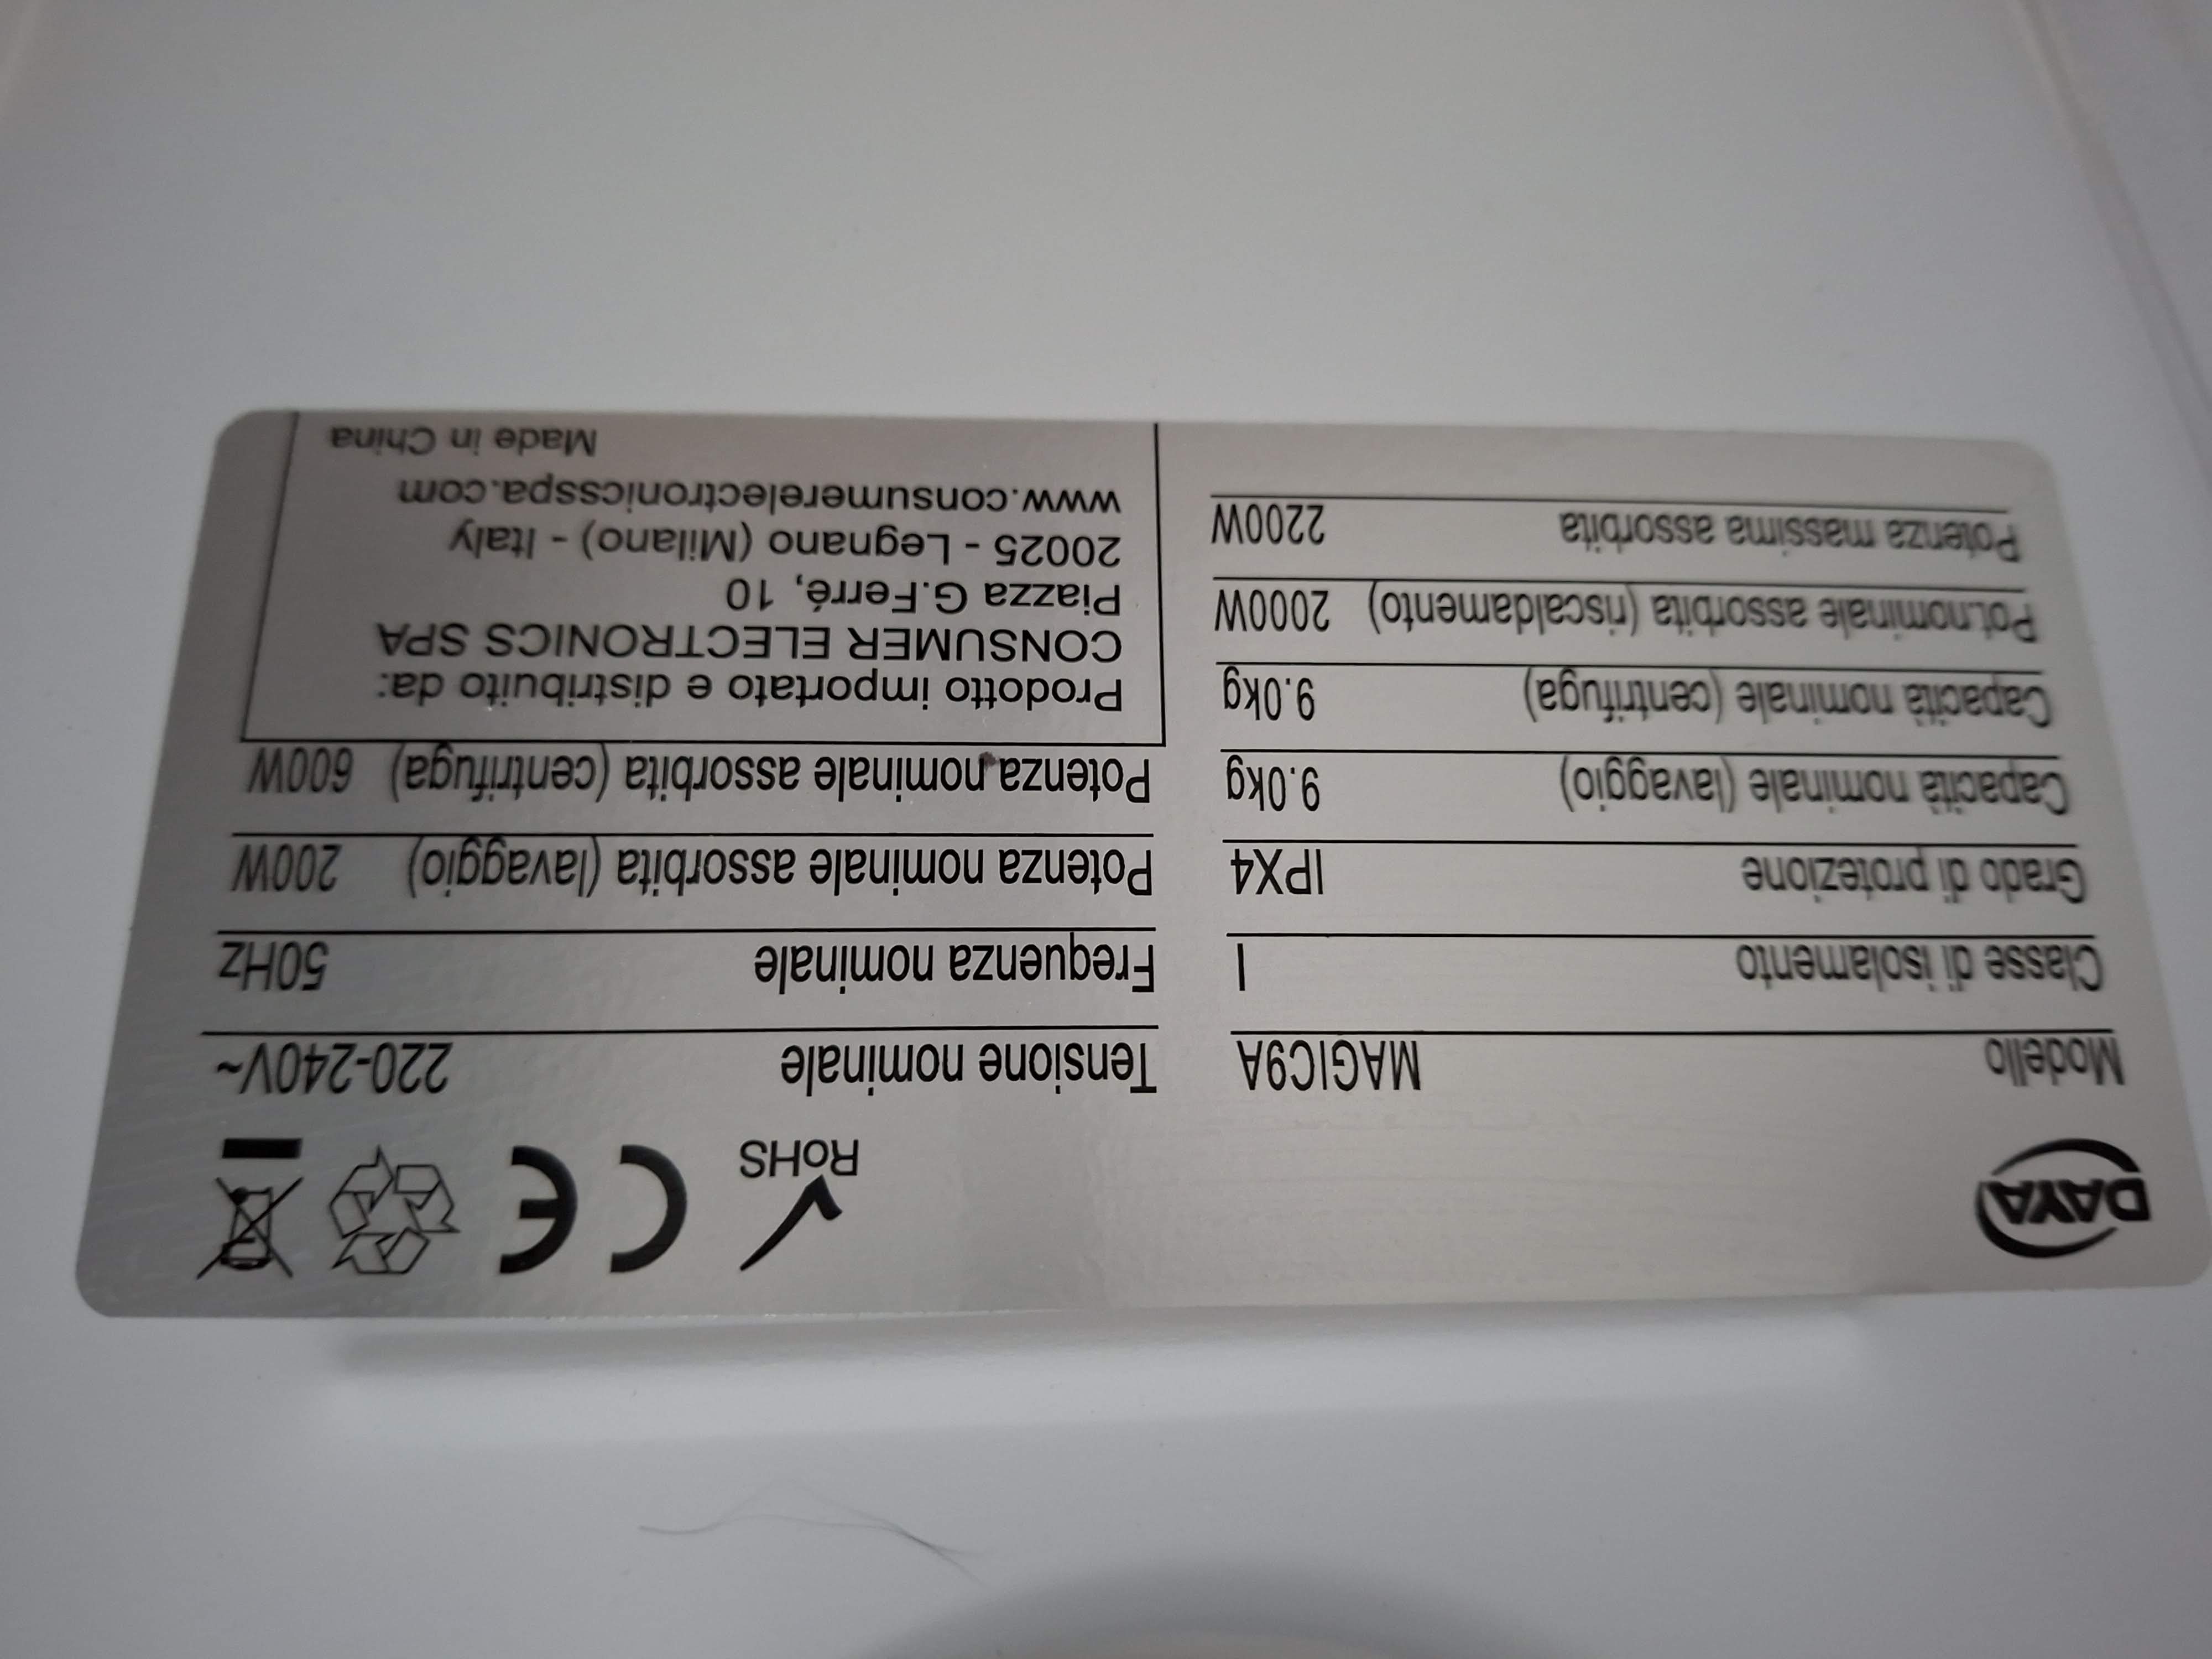 DAYA
RoHS
CE
Modello MAGIC9A
Classe di isolamento I
Grado di protezione IPX4
Capacità nominale (lavaggio) 9.0kg
Capacità nominale (centrifuga) 9.0kg
Pot.nominale assorbita (riscaldamento) 2000W
Potenza massima assorbita 2200W
Tensione nominale 220-240V~
Frequenza nominale 50Hz
Potenza nominale assorbita (lavaggio) 200W
Potenza nominale assorbita (centrifuga) 600W
Prodotto importato e distribuito da:
CONSUMER ELECTRONICS SPA
Piazza G.Ferré, 10
20025 - Legnano (Milano) - Italy
www.consumerelectronicsspa.com
Made in China